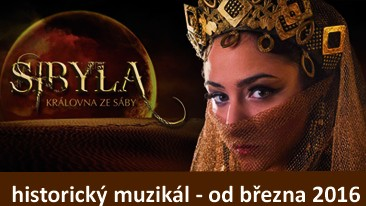 SIBYLA
KRÁLOVNA ZE SÁBY
historický muzikál - od března 2016